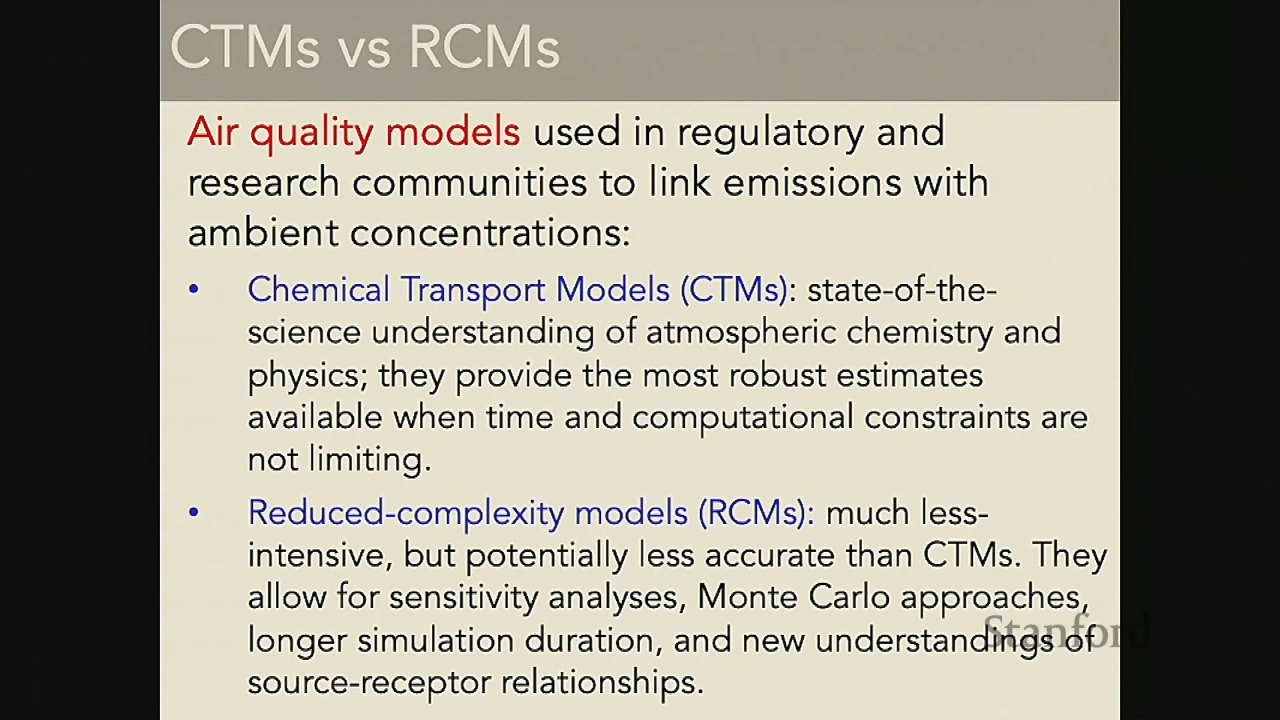 CTMs vs RCMs
Air quality models used in regulatory and
research communities to link emissions with
ambient concentrations:
• Chemical Transport Models (CTMs): state-of-the-
science understanding of atmospheric chemistry and
physics; they provide the most robust estimates
available when time and computational constraints are
not limiting.
• Reduced-complexity models (RCMs): much less-
intensive, but potentially less accurate than CTMs. They
allow for sensitivity analyses, Monte Carlo approaches,
longer simulation duration, and new understandings of
source-receptor relationships.
Stanford